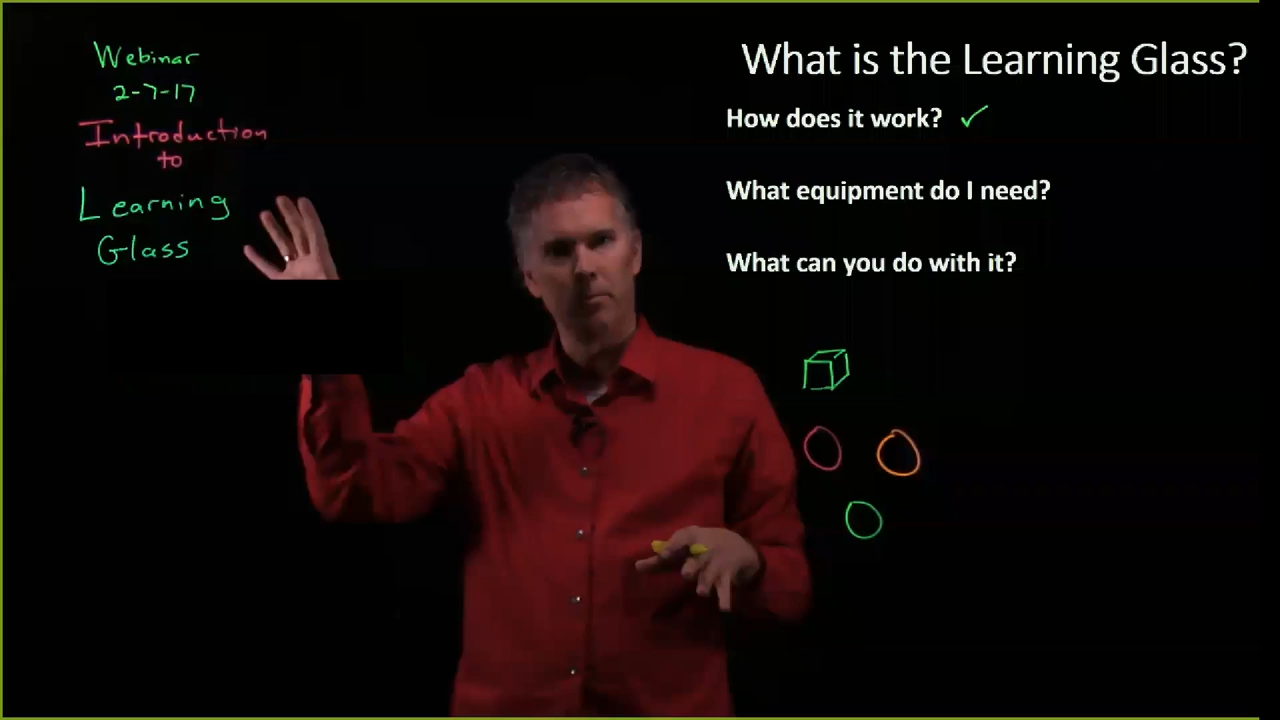 Webinar
2-7-17
Introduction
to
Learning
Glass
What is the Learning Glass?
How does it work? ✓
What equipment do I need?
What can you do with it?